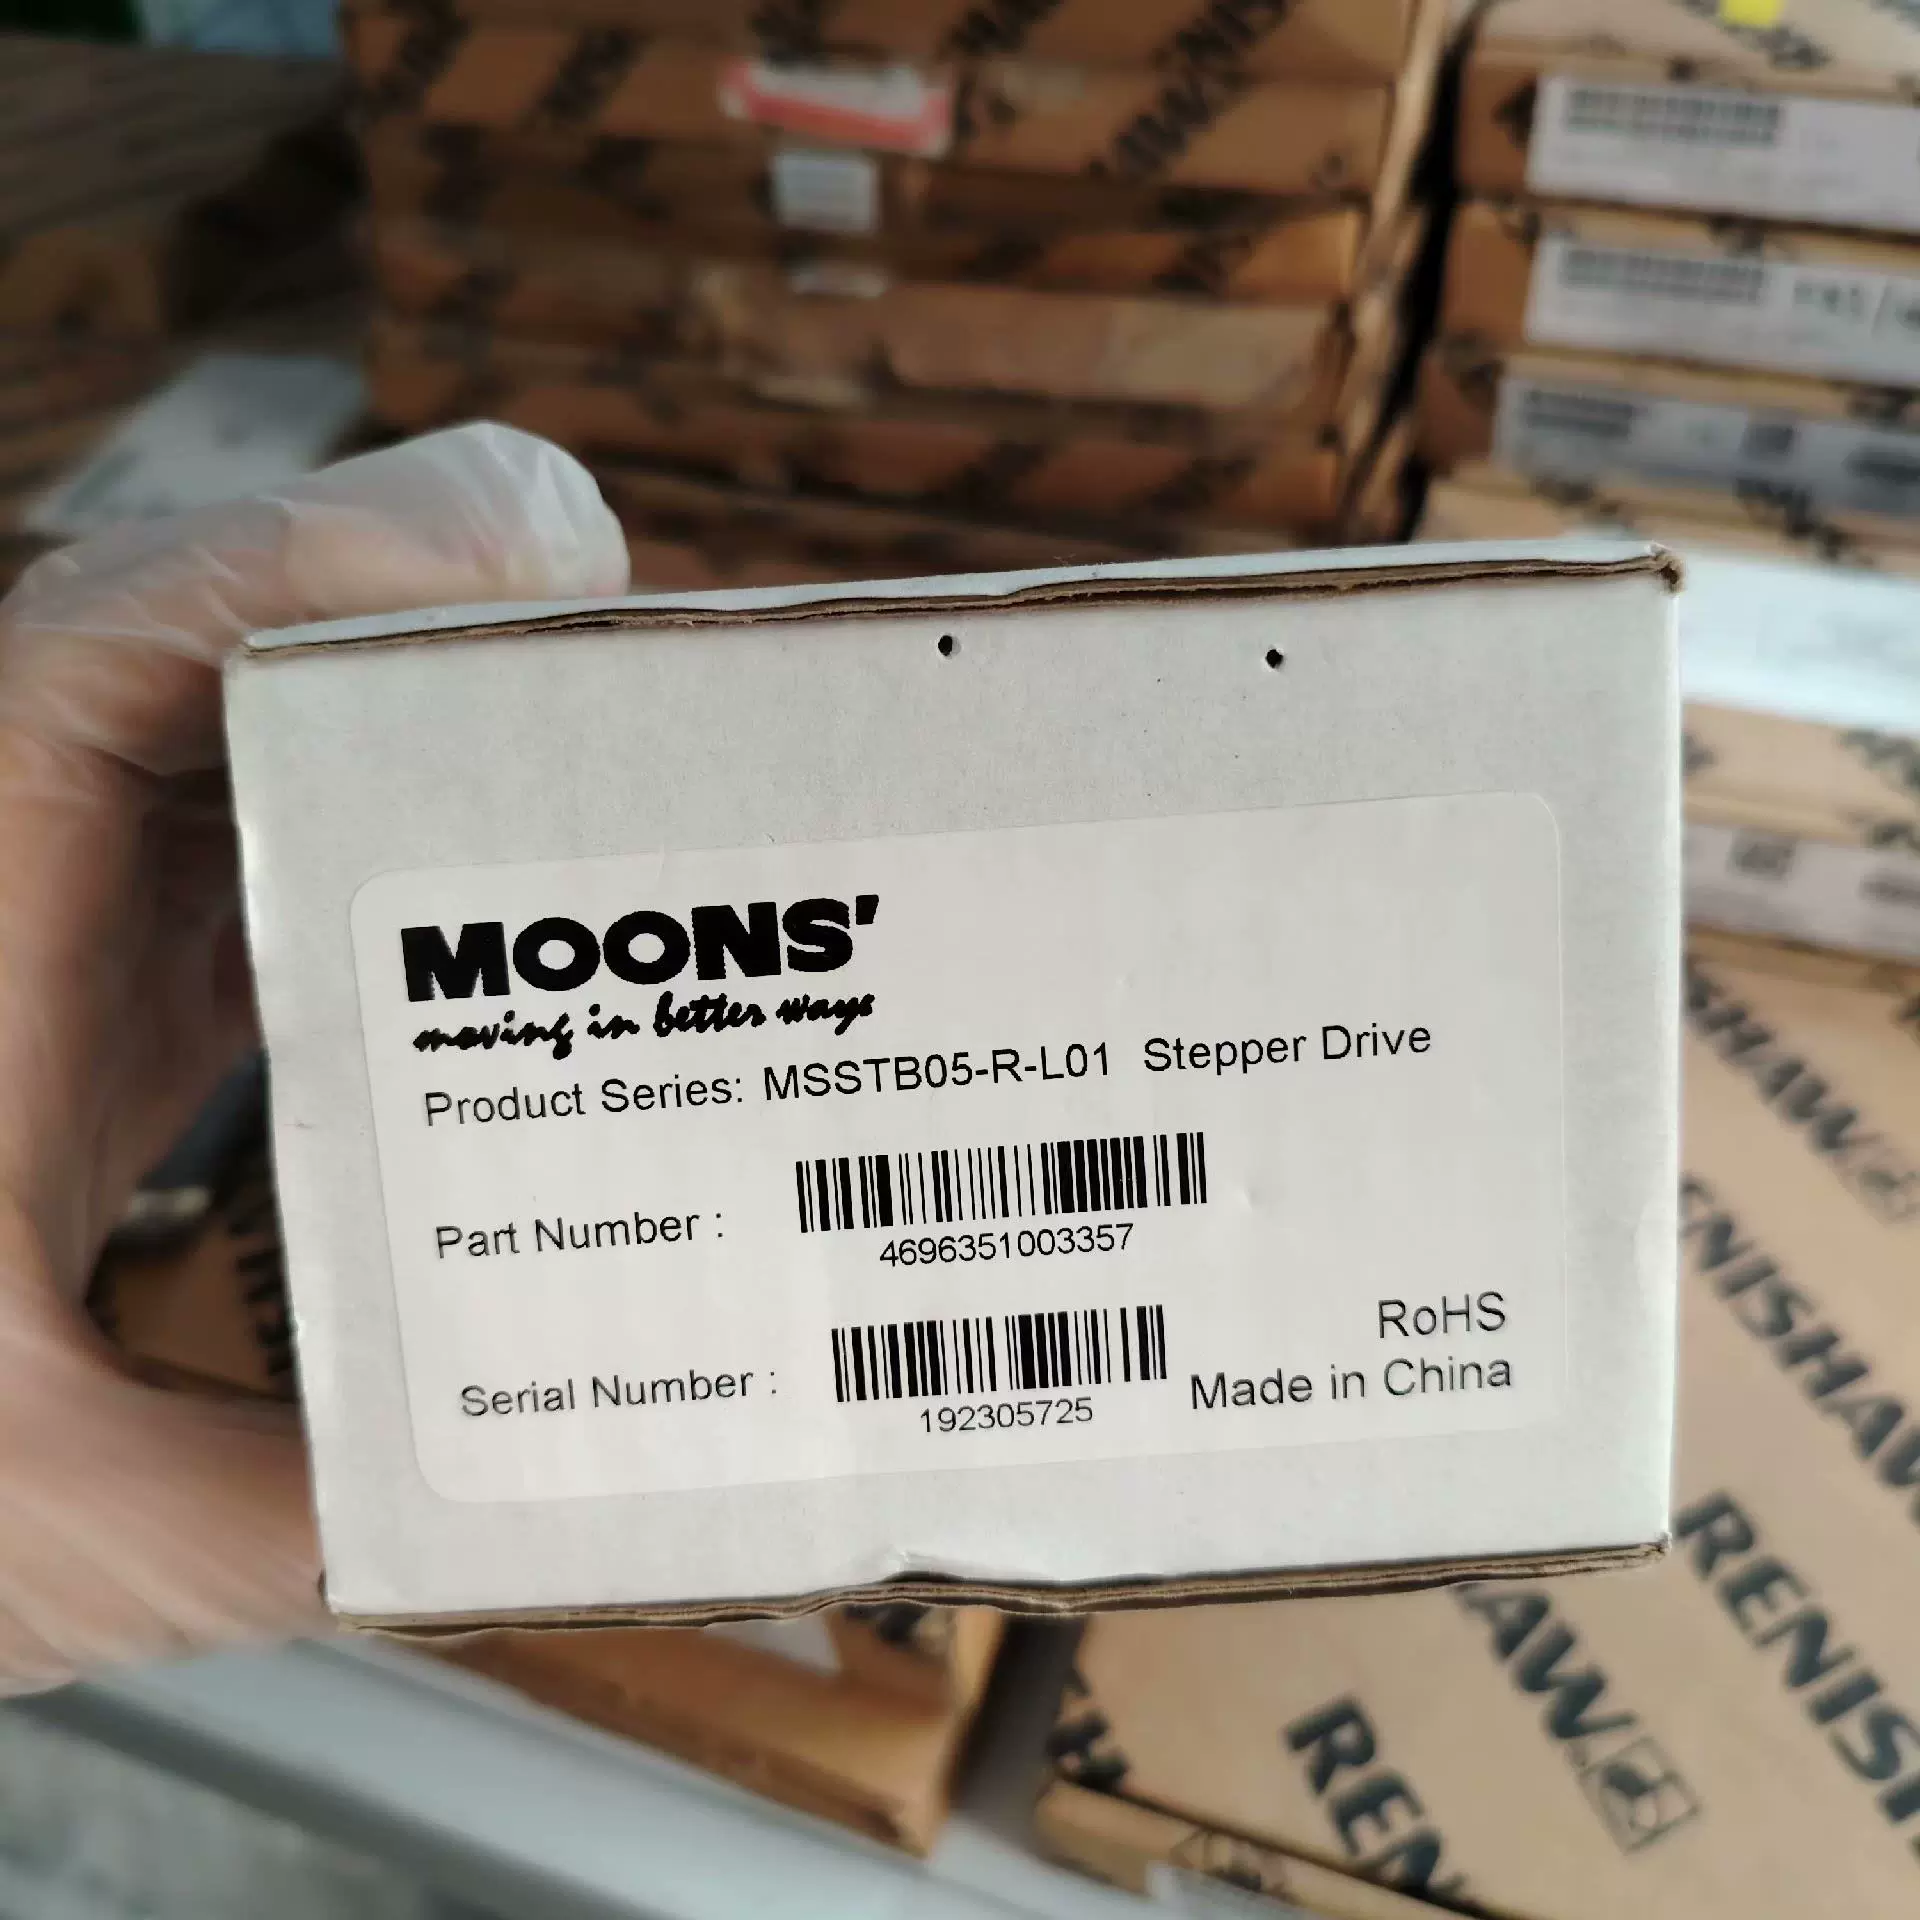 MOONS'
moving in better ways
Product Series: MSSTB05-R-L01 Stepper Drive
Part Number :
4696351003357
Serial Number :
192305725
RoHS
Made in China
RENISHAW
RENISHAW